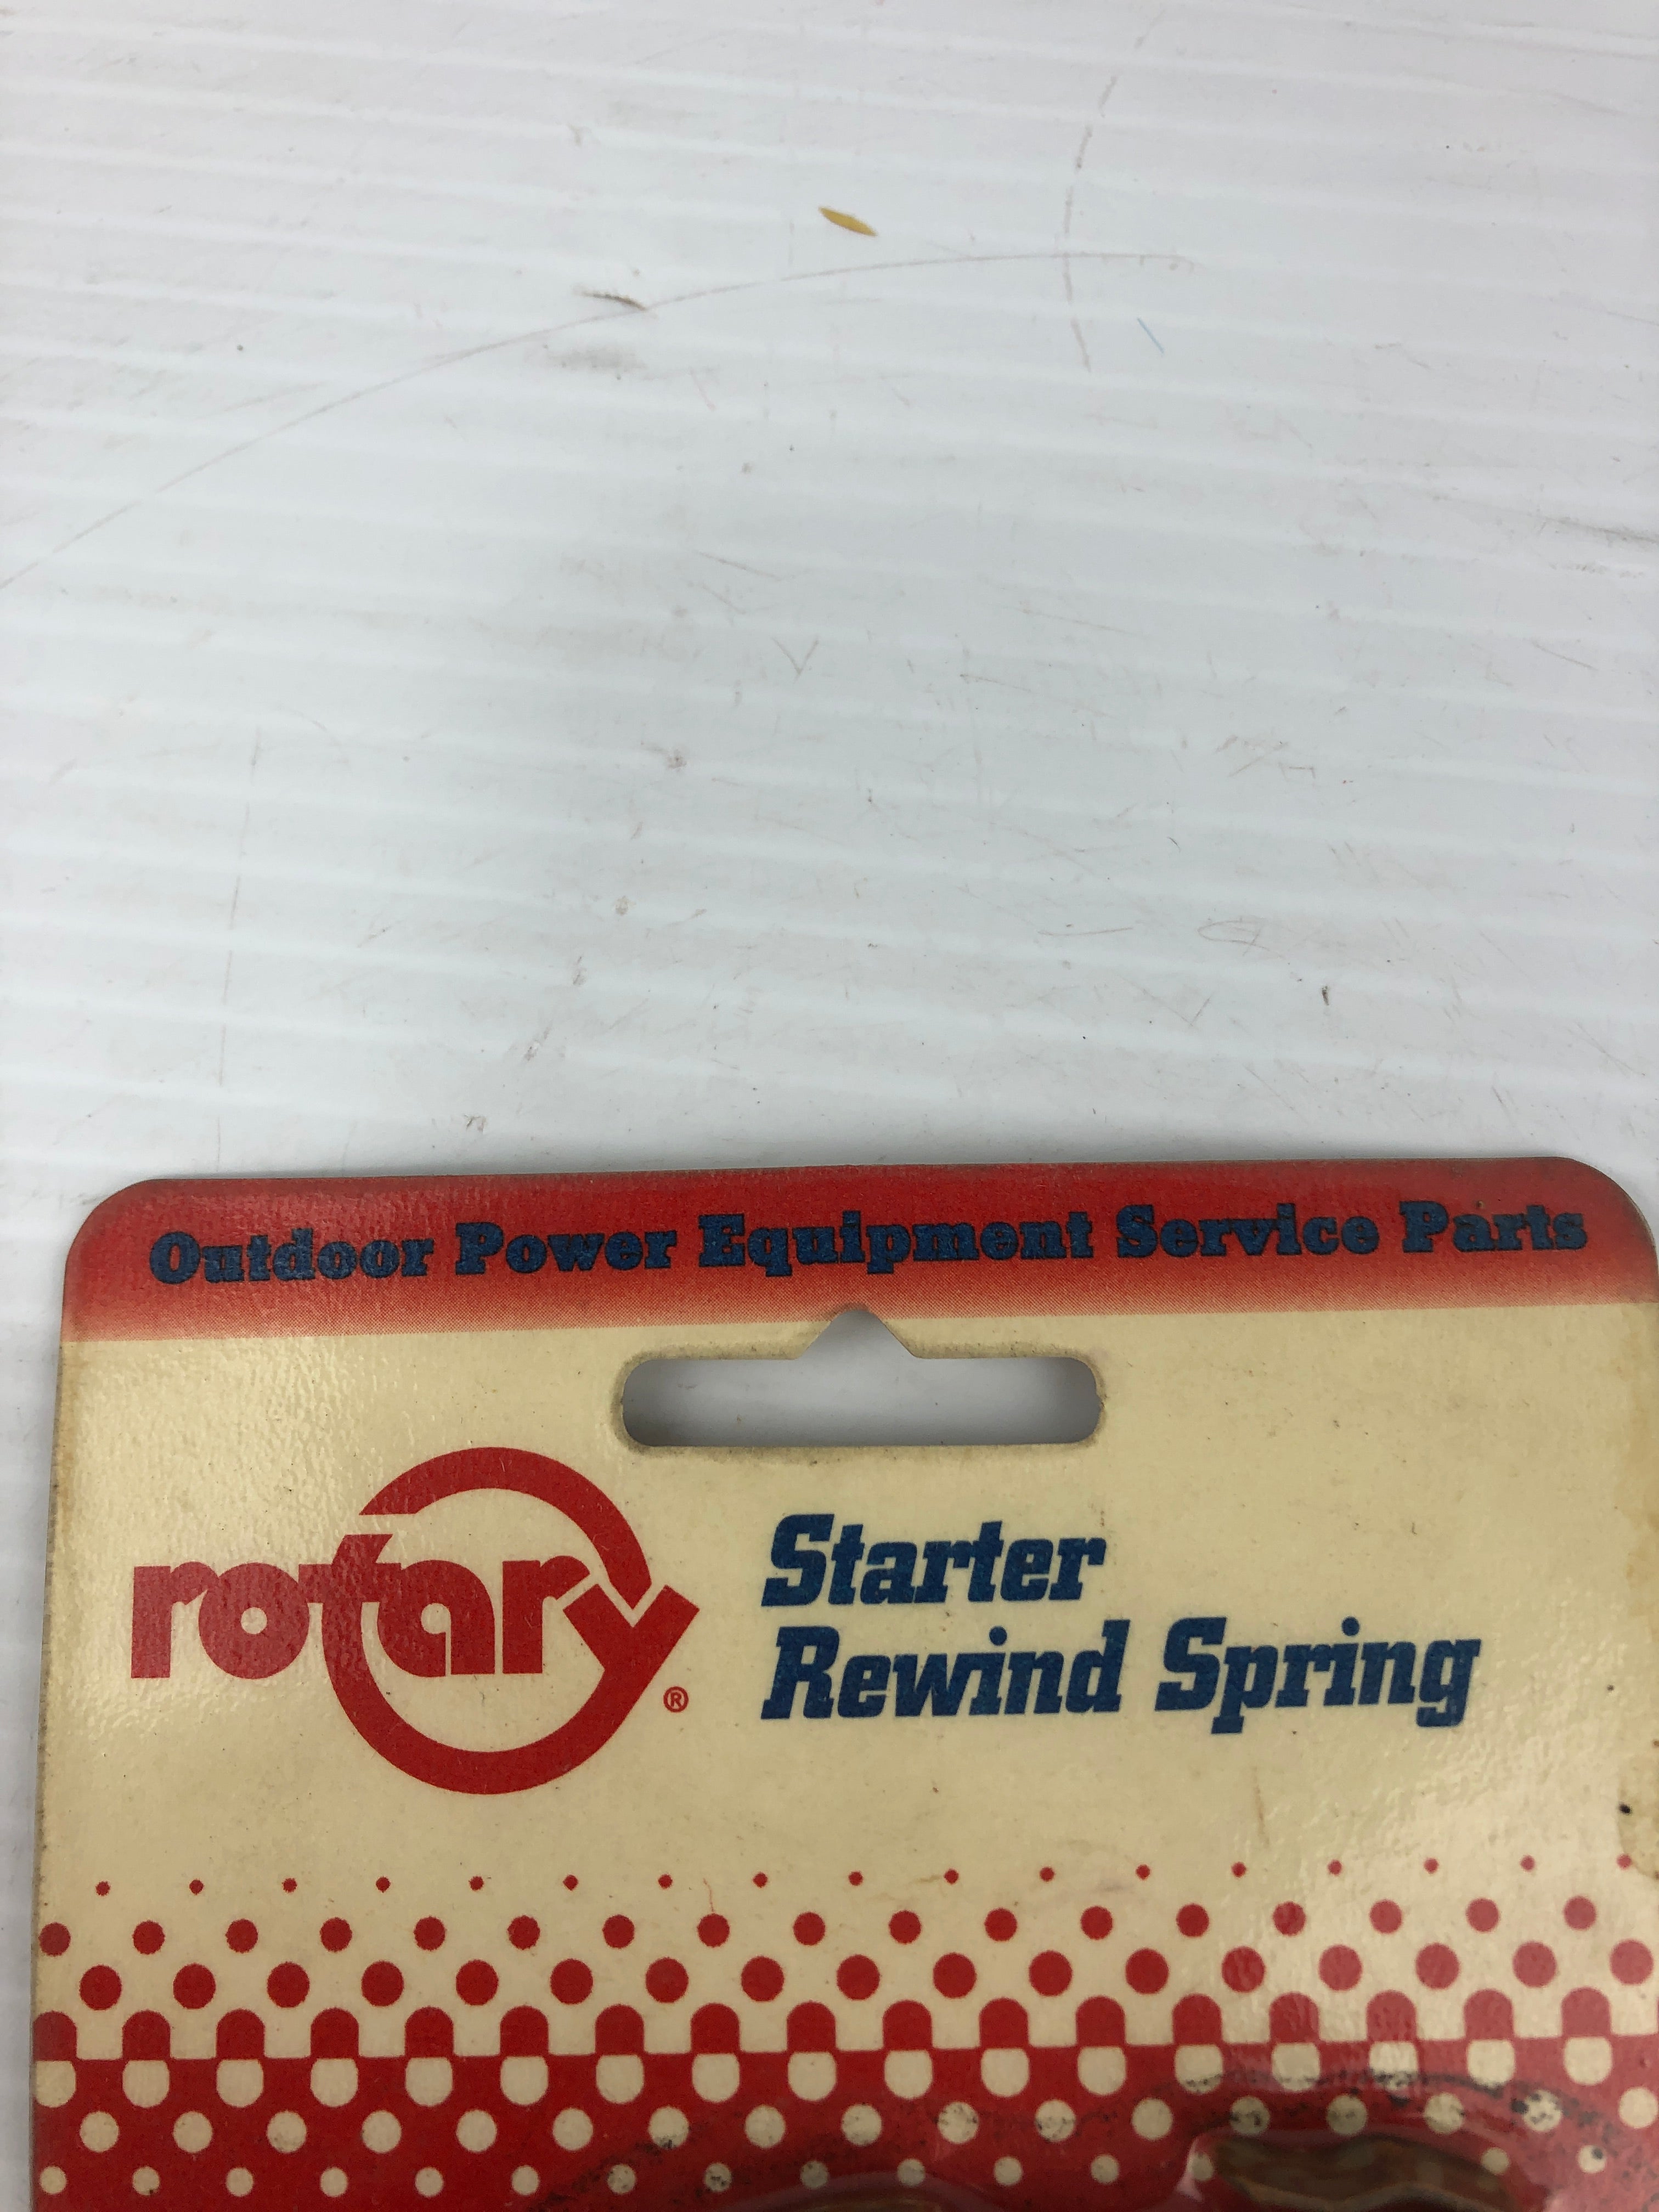 Outdoor Power Equipment Service Parts
rotary®
Starter
Rewind Spring